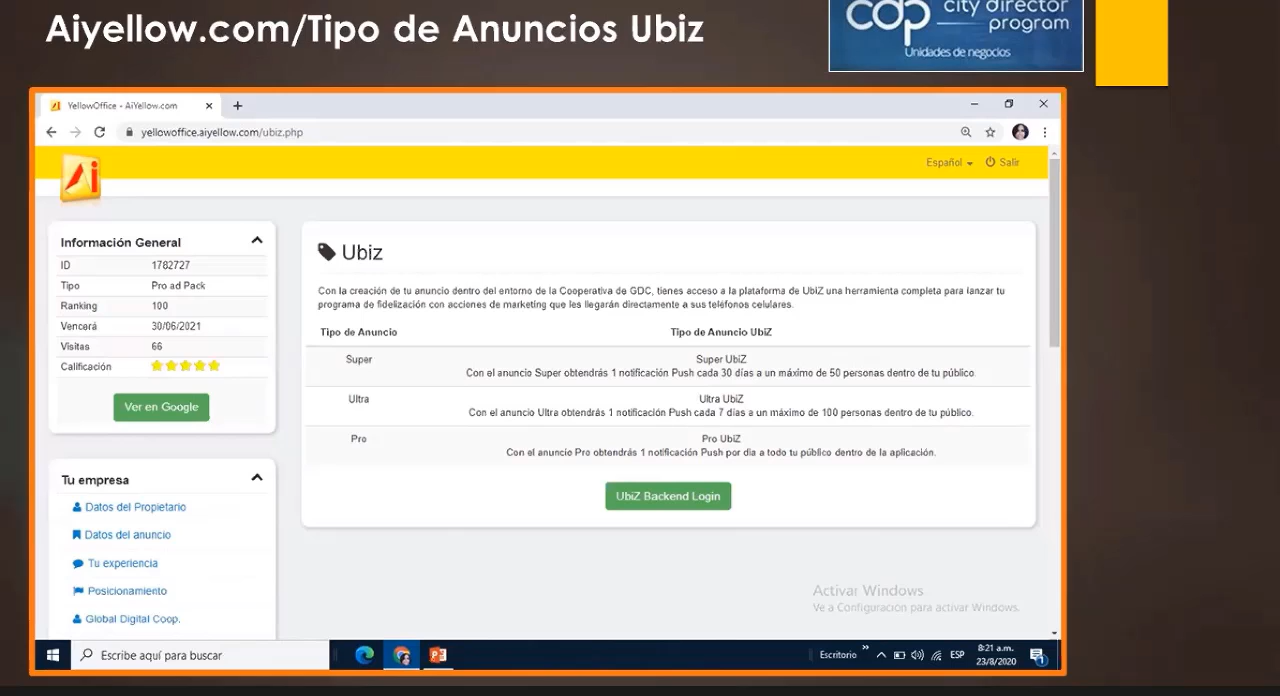 Aiyellow.com/Tipo de Anuncios Ubiz
cdp city director
program
Unidades de negocios
YellowOffice - AiYellow.com
yellowoffice.aiyellow.com/ubiz.php
Ai
Español
Salir
Información General
ID 1782727
Tipo Pro ad Pack
Ranking 100
Vencerá 30/06/2021
Visitas 66
Calificación
Ver en Google
Tu empresa
Datos del Propietario
Datos del anuncio
Tu experiencia
Posicionamiento
Global Digital Coop.
Ubiz
Con la creación de tu anuncio dentro del entorno de la Cooperativa de GDC, tienes acceso a la plataforma de UbiZ una herramienta completa para lanzar tu
programa de fidelización con acciones de marketing que les llegarán directamente a sus teléfonos celulares.
Tipo de Anuncio Tipo de Anuncio UbiZ
Super Super UbiZ
Con el anuncio Super obtendrás 1 notificación Push cada 30 días a un máximo de 50 personas dentro de tu público.
Ultra Ultra UbiZ
Con el anuncio Ultra obtendrás 1 notificación Push cada 7 días a un máximo de 100 personas dentro de tu público.
Pro Pro UbiZ
Con el anuncio Pro obtendrás 1 notificación Push por día a todo tu público dentro de la aplicación.
UbiZ Backend Login
Activar Windows
Ve a Configuración para activar Windows.
Escribe aquí para buscar
Escritorio
ESP
8:21 a.m.
23/8/2020
1